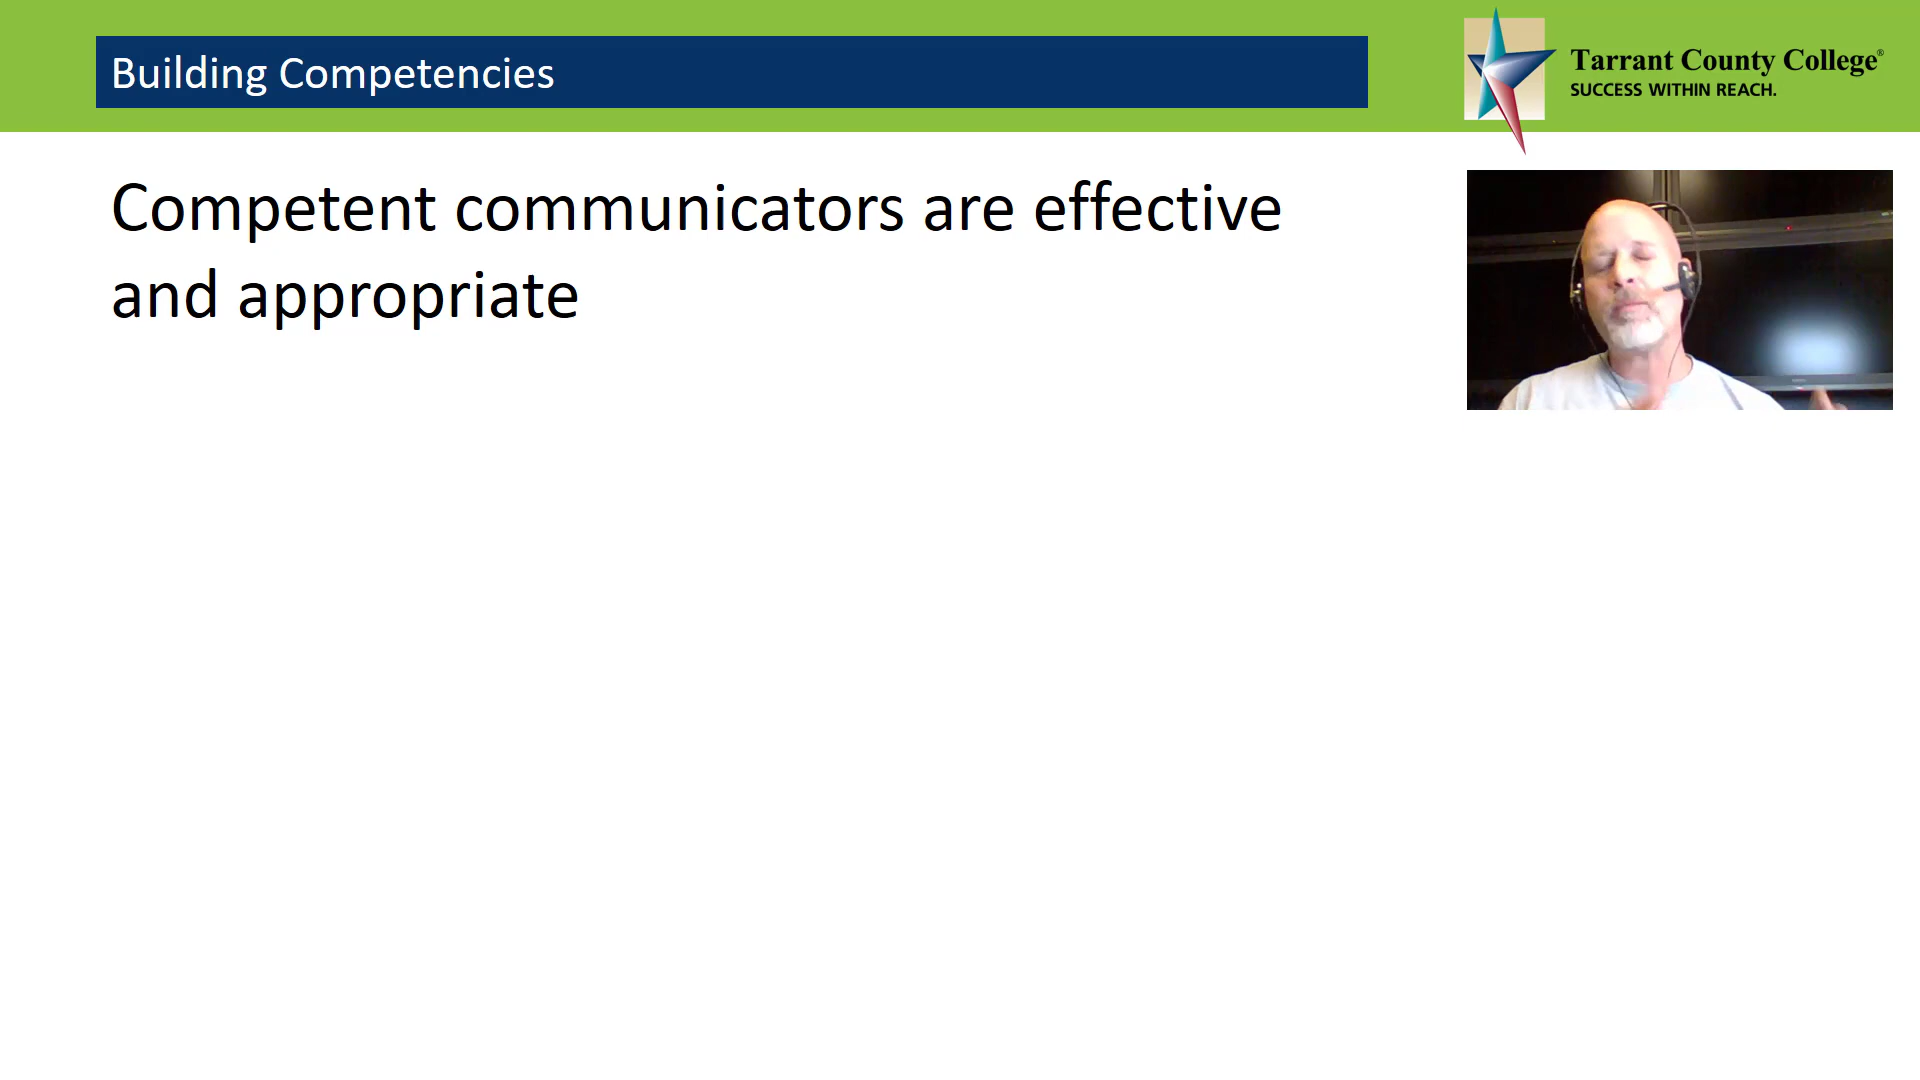 Building Competencies
Tarrant County College®
SUCCESS WITHIN REACH.
Competent communicators are effective
and appropriate